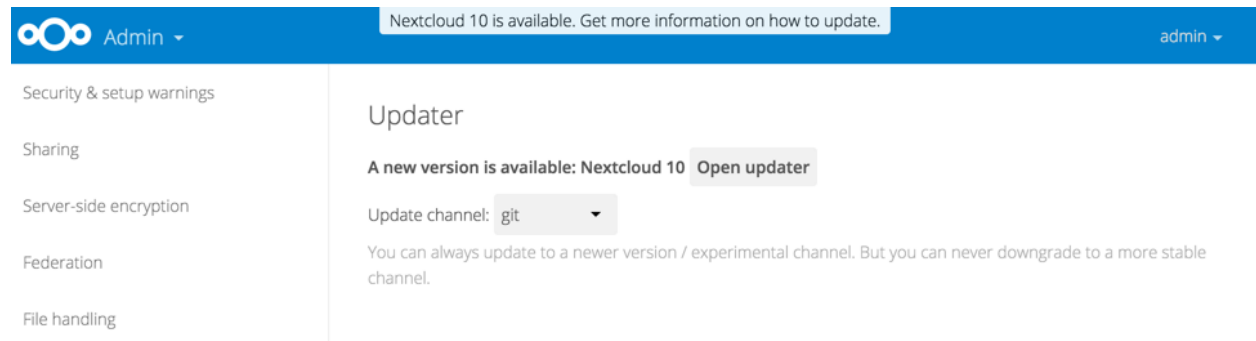 Nextcloud 10 is available. Get more information on how to update.
Admin
admin
Security & setup warnings
Sharing
Server-side encryption
Federation
File handling
Updater
A new version is available: Nextcloud 10 Open updater
Update channel: git
You can always update to a newer version / experimental channel. But you can never downgrade to a more stable
channel.